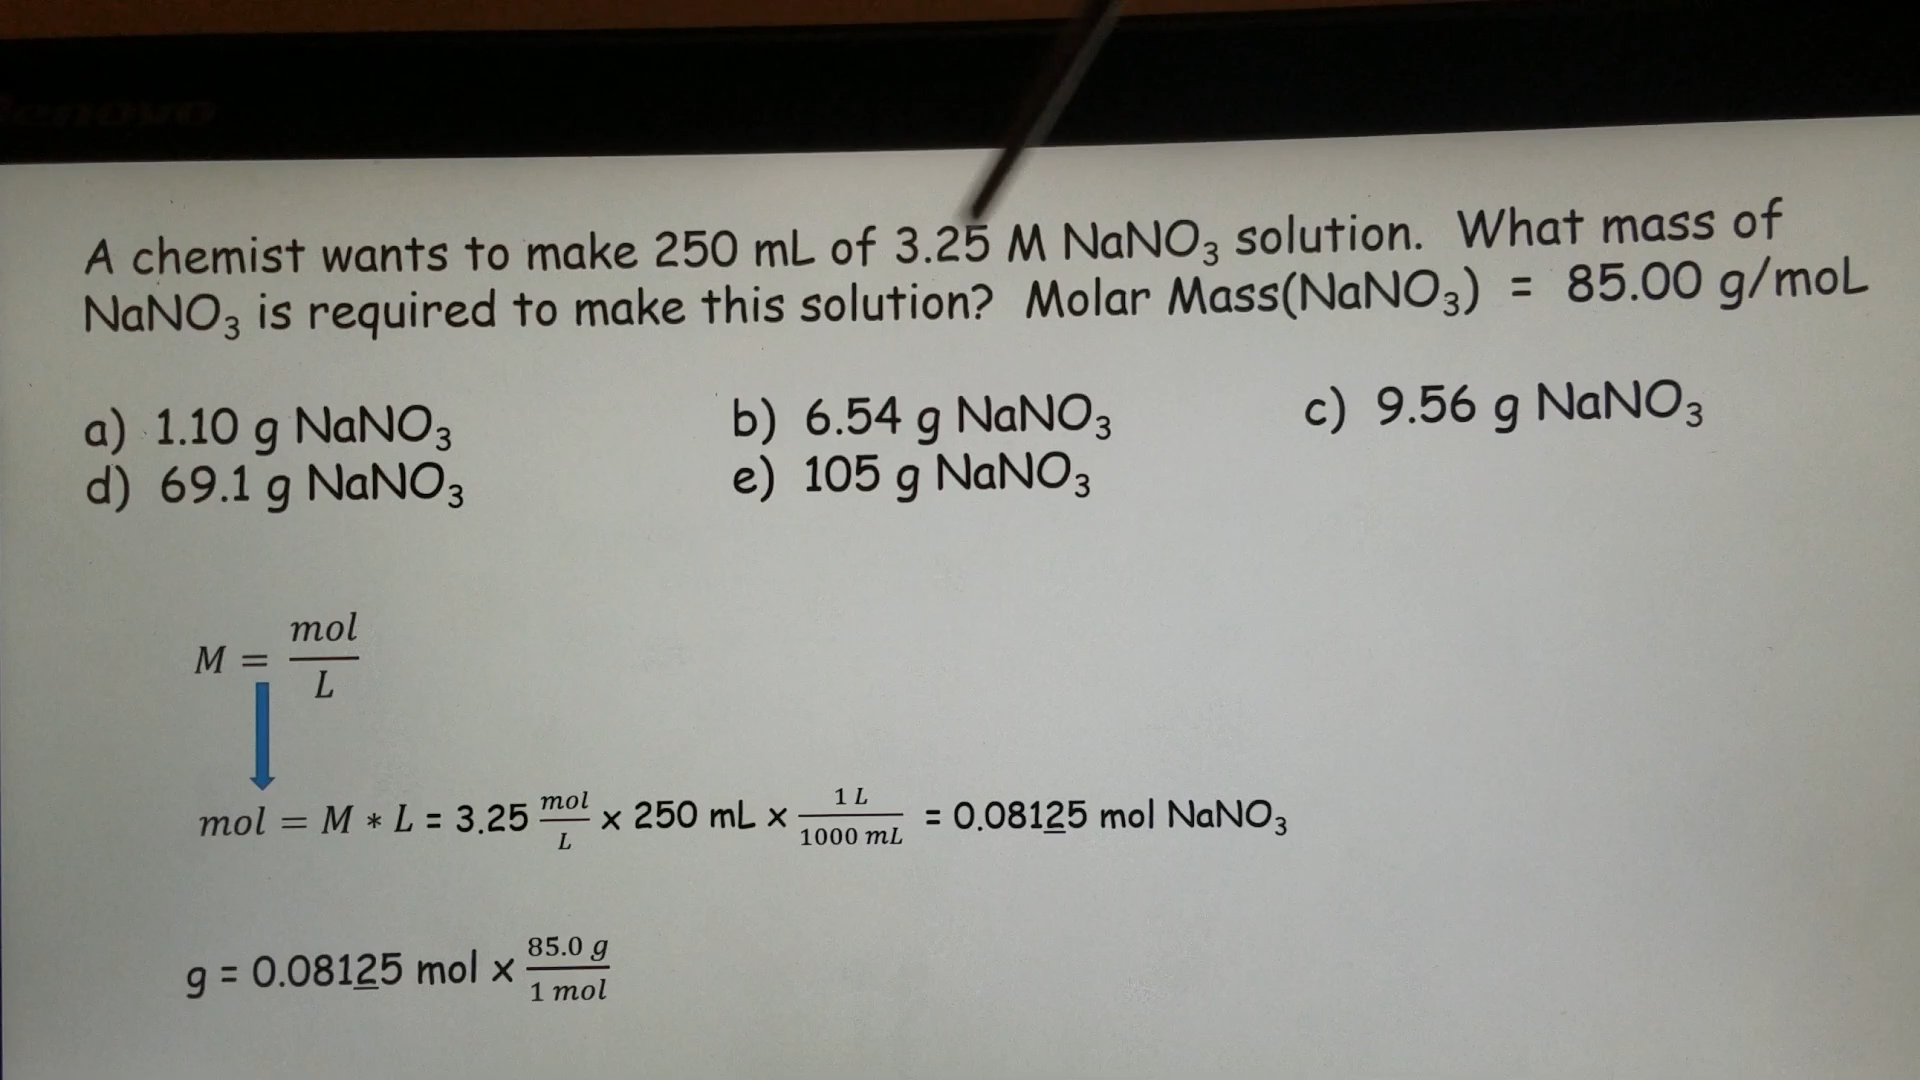 lenovo
A chemist wants to make 250 mL of 3.25 M NaNO₃ solution. What mass of
NaNO₃ is required to make this solution? Molar Mass(NaNO₃) = 85.00 g/moL
a) 1.10 g NaNO₃ b) 6.54 g NaNO₃ c) 9.56 g NaNO₃
d) 69.1 g NaNO₃ e) 105 g NaNO₃
M = mol/L
mol = M * L = 3.25 mol/L x 250 mL x 1 L/1000 mL = 0.08125 mol NaNO₃
g = 0.08125 mol x 85.0 g/1 mol